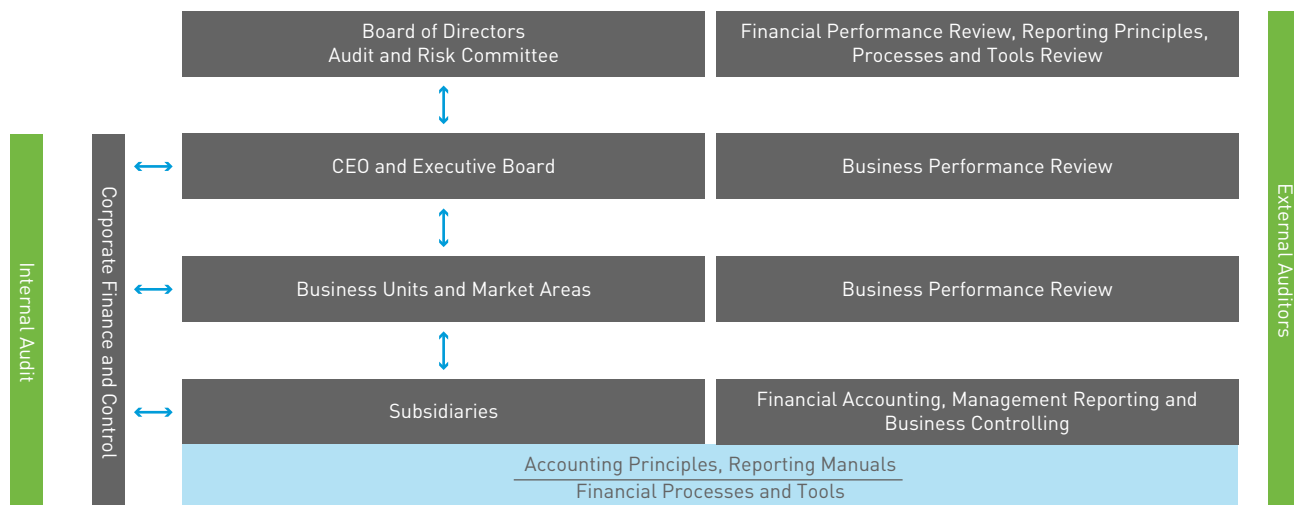 Board of Directors
Audit and Risk Committee
Financial Performance Review, Reporting Principles,
Processes and Tools Review
CEO and Executive Board
Business Performance Review
Business Units and Market Areas
Business Performance Review
Subsidiaries
Financial Accounting, Management Reporting and
Business Controlling
Accounting Principles, Reporting Manuals
Financial Processes and Tools
Internal Audit
Corporate Finance and Control
External Auditors